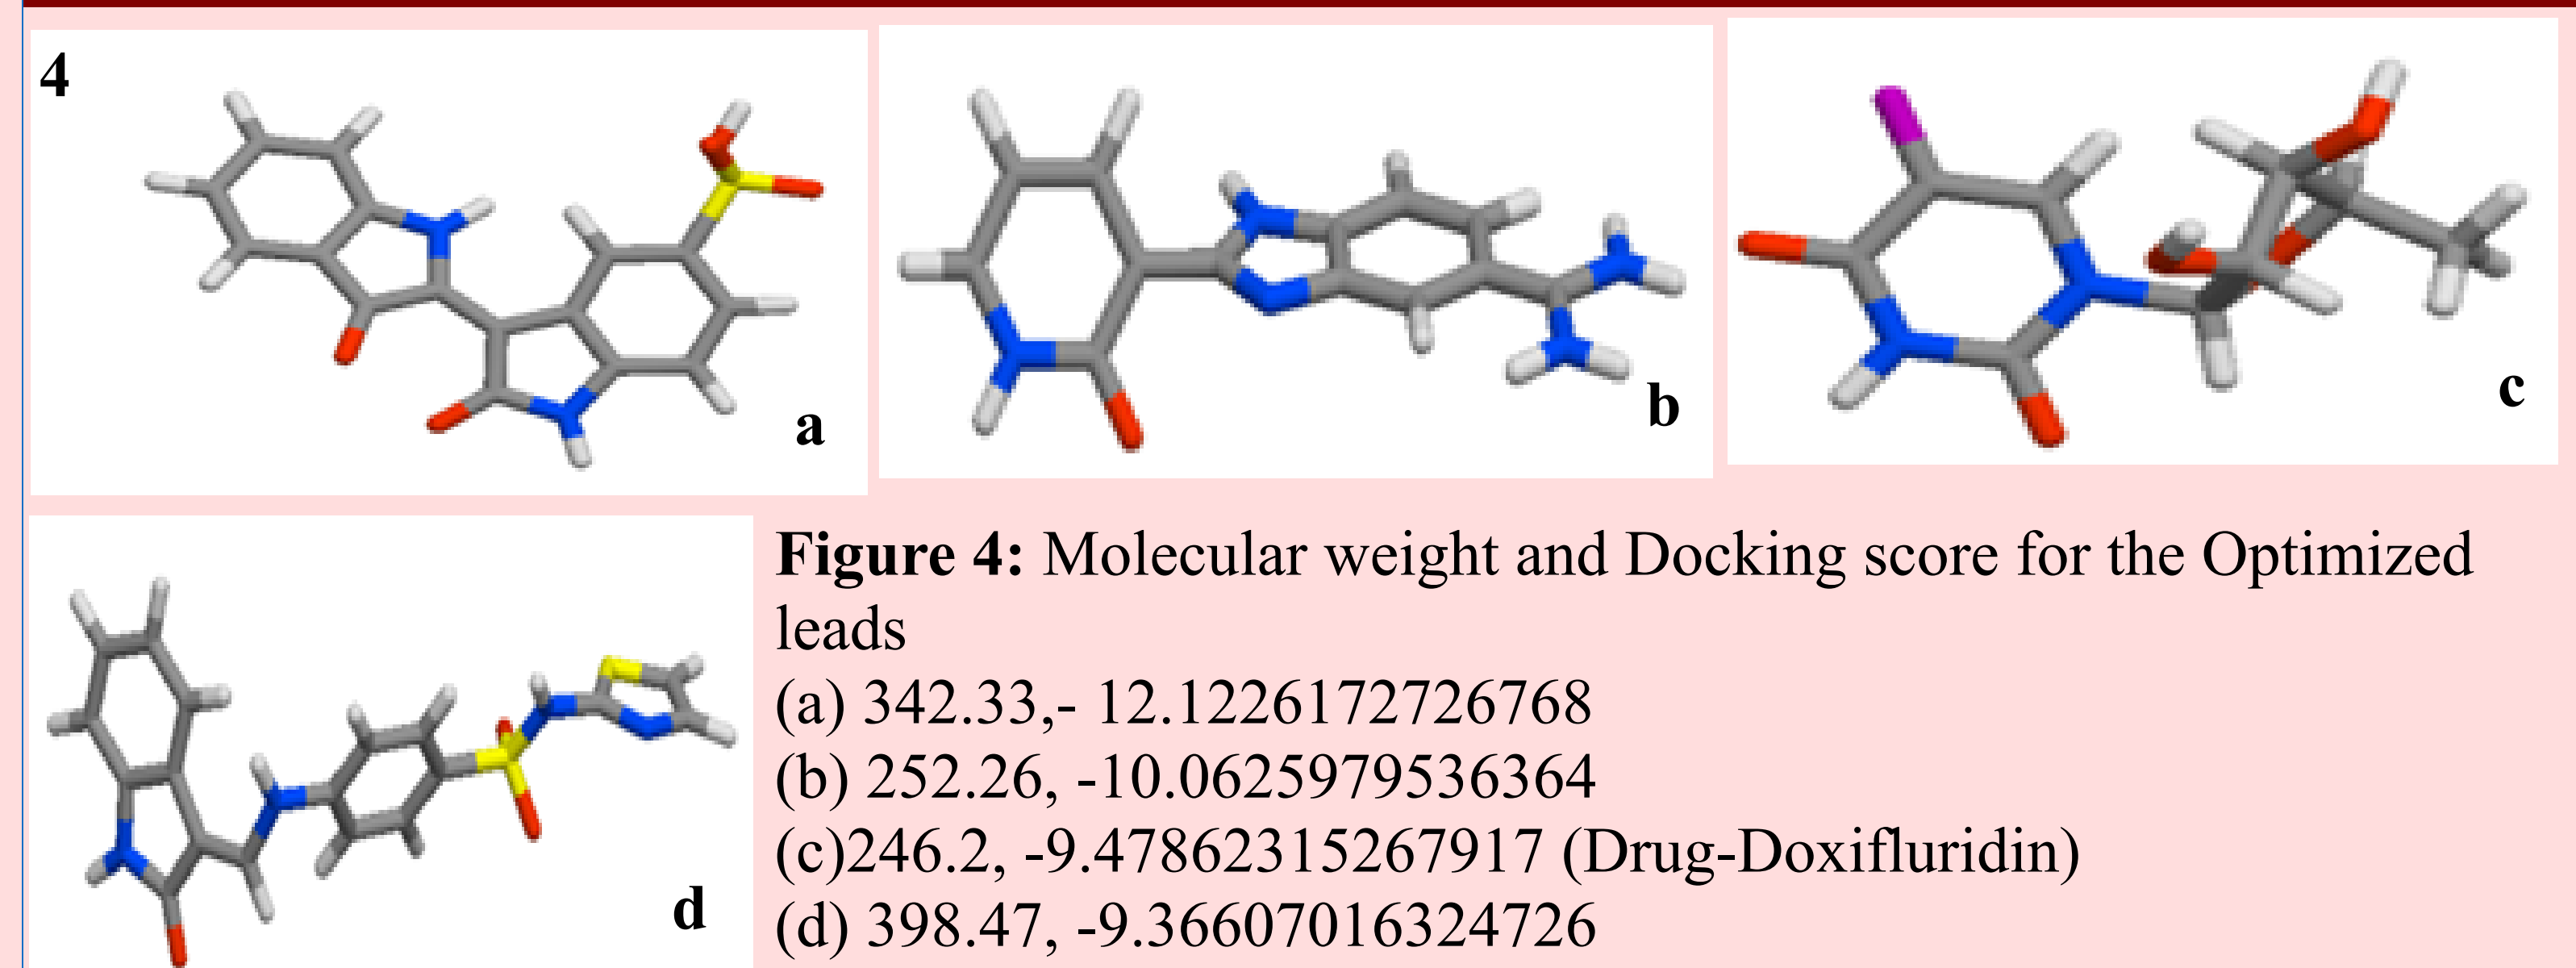 4
a
b
c
d
Figure 4: Molecular weight and Docking score for the Optimized
leads
(a) 342.33,- 12.1226172726768
(b) 252.26, -10.0625979536364
(c)246.2, -9.47862315267917 (Drug-Doxifluridin)
(d) 398.47, -9.36607016324726